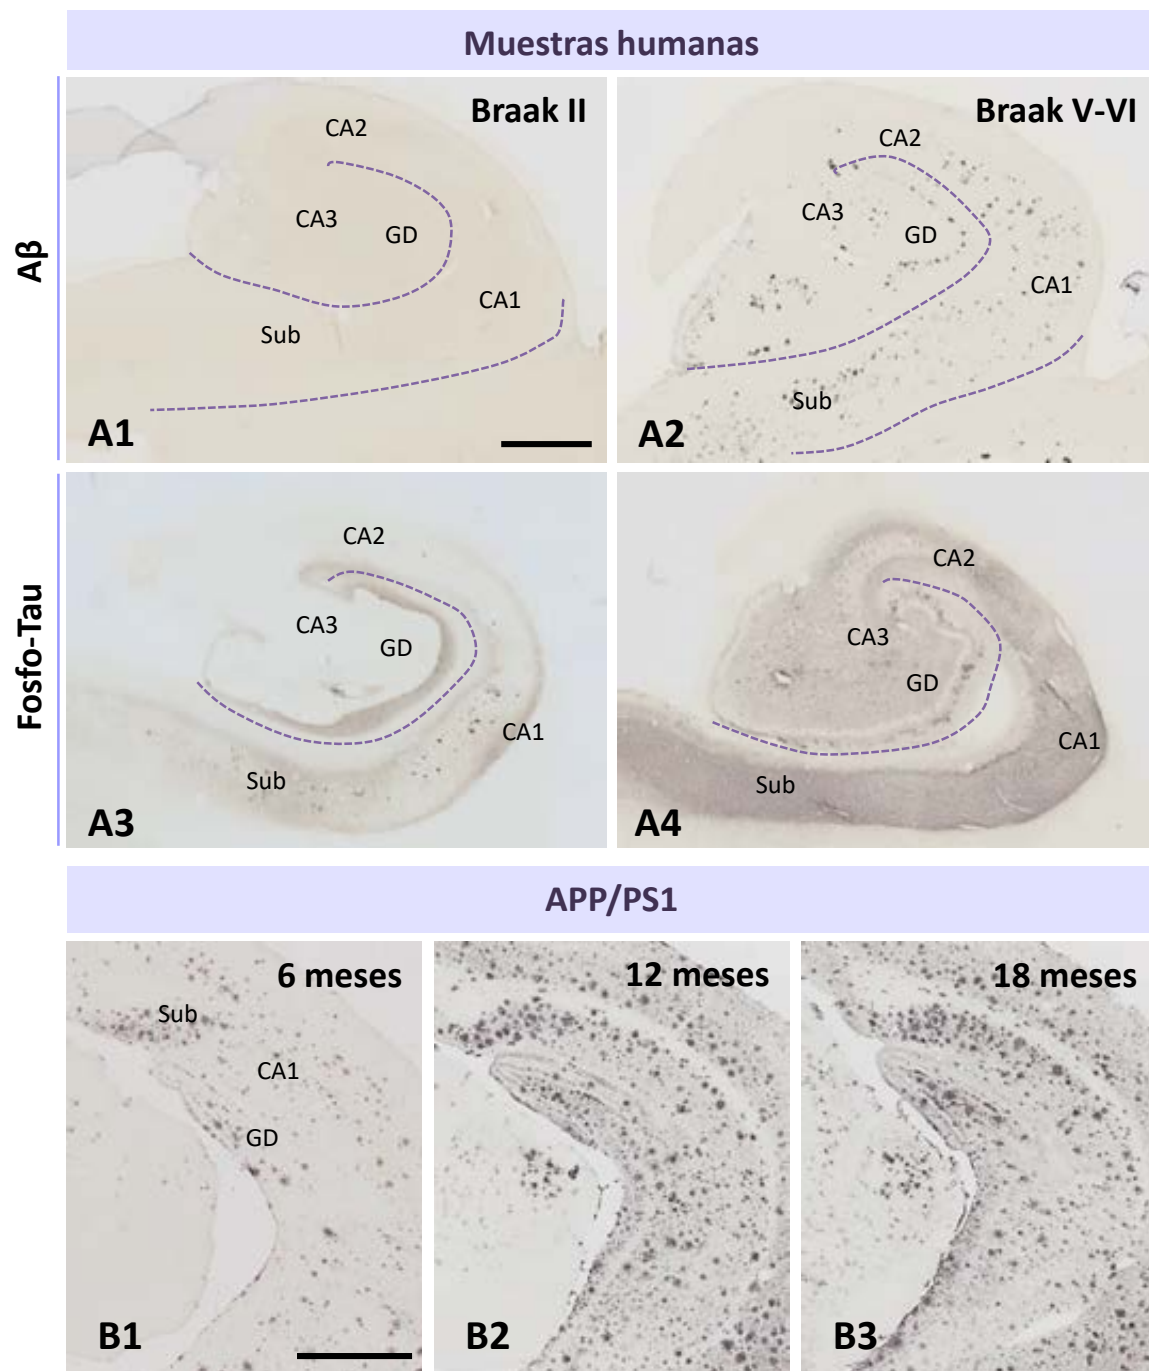 Muestras humanas
Aβ
Braak II
CA2
CA3
GD
CA1
Sub
A1
Braak V-VI
CA2
CA3
GD
CA1
Sub
A2
Fosfo-Tau
CA2
CA3
GD
CA1
Sub
A3
CA2
CA3
GD
CA1
Sub
A4
APP/PS1
6 meses
Sub
CA1
GD
B1
12 meses
B2
18 meses
B3